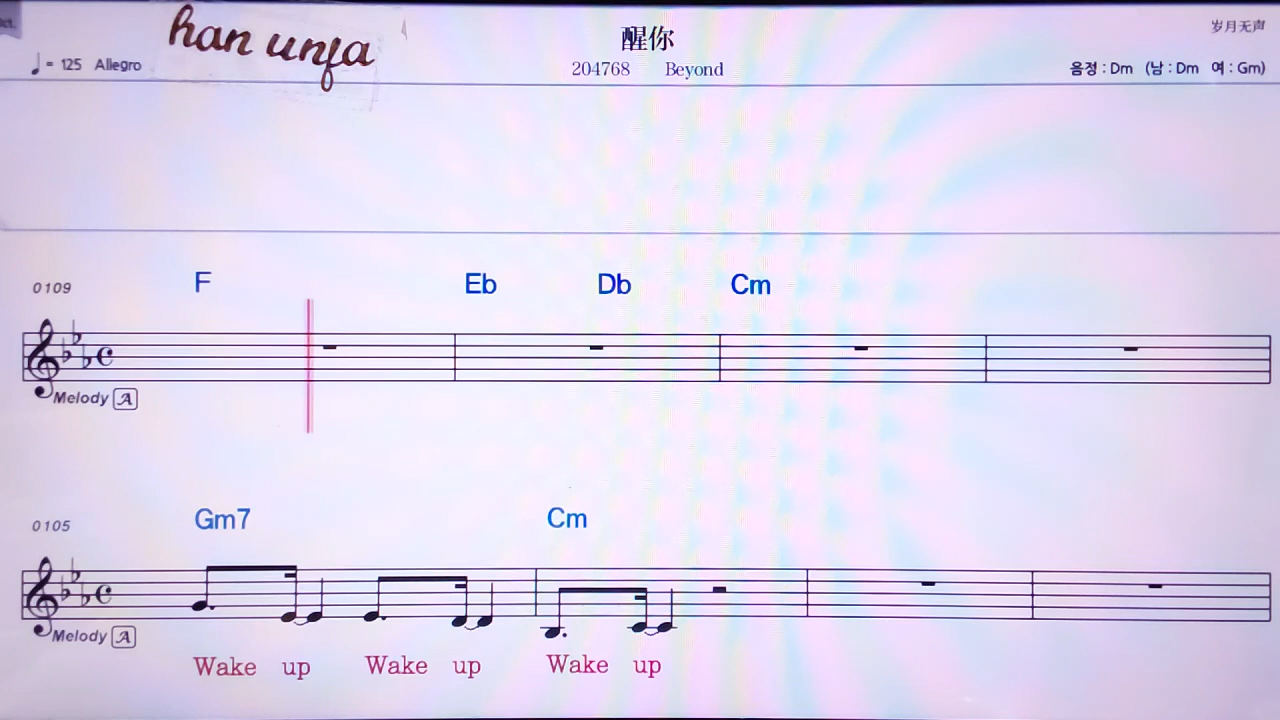 han unfa
醒你
岁月无声
♩= 125 Allegro
204768 Beyond
음정 : Dm (남 : Dm 여 : Gm)
F Eb Db Cm
0109
Melody A
Gm7 Cm
0105
Melody A
Wake up Wake up Wake up